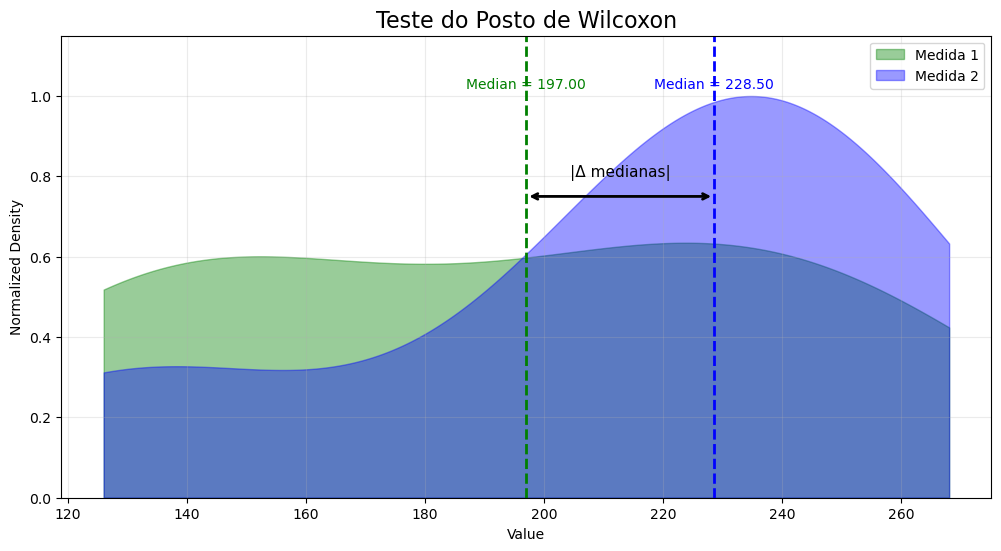 Teste do Posto de Wilcoxon
Medida 1
Medida 2
Median = 197.00
Median = 228.50
|Δ medianas|
Normalized Density
1.0
0.8
0.6
0.4
0.2
0.0
120 140 160 180 200 220 240 260
Value